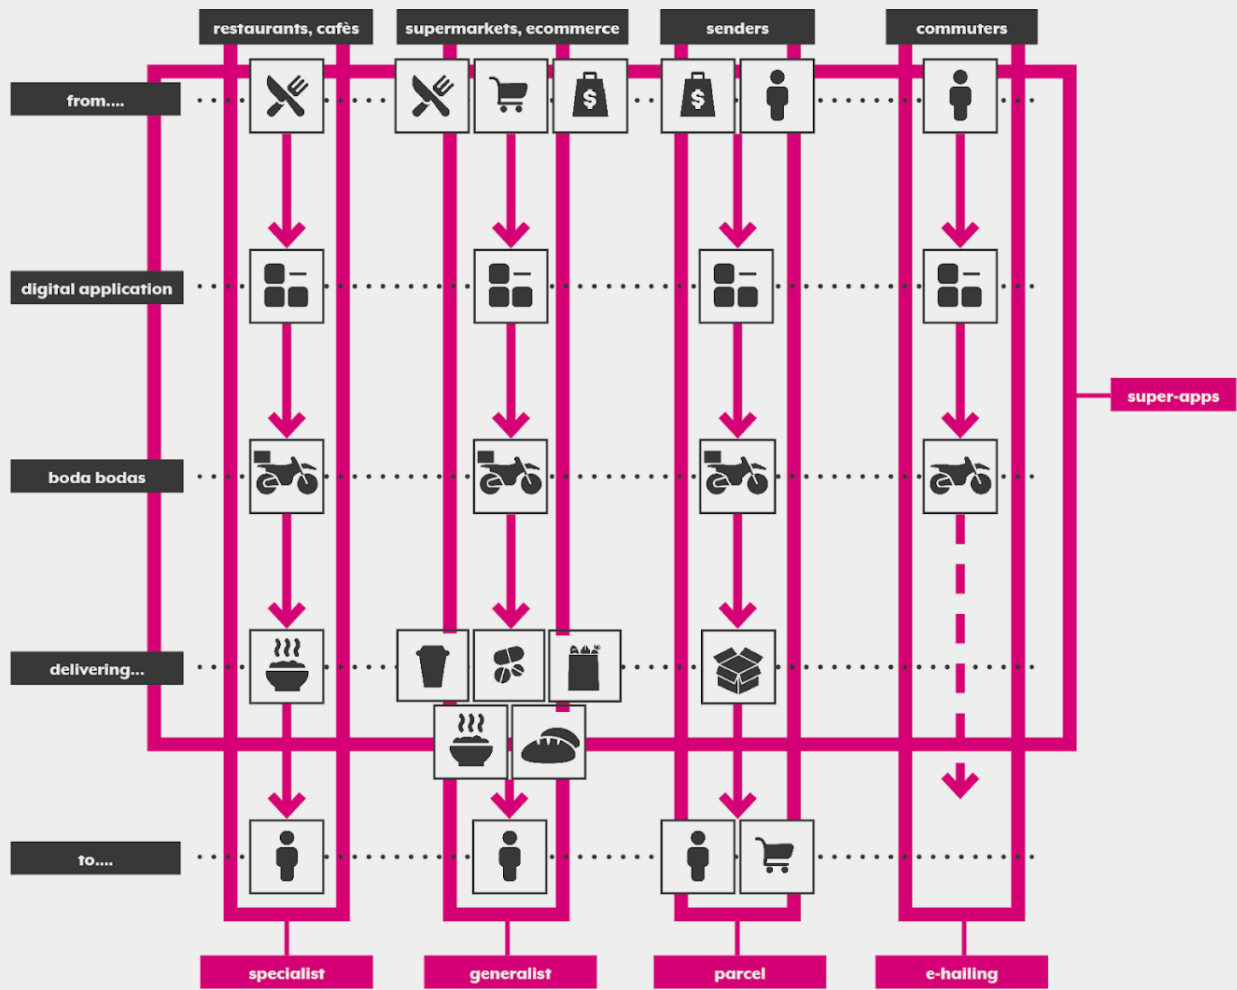 restaurants, cafès
supermarkets, ecommerce
senders
commuters
from....
$
$
digital application
super-apps
boda bodas
delivering...
to....
specialist
generalist
parcel
e-hailing